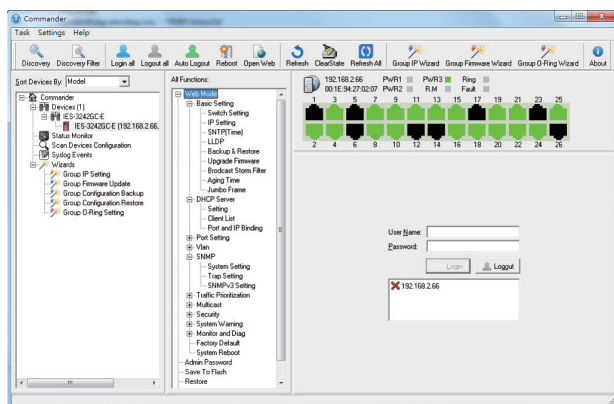 Commander
Task Settings Help
Discovery Discovery Filter Login all Logout all Auto Logout Reboot Open Web Refresh ClearState Refresh All Group IP Wizard Group Firmware Wizard Group O-Ring Wizard About
Sort Devices By: Model
Commander
Devices (1)
IES-3242GC-E
IES-3242GC-E [192.168.2.66,
Status Monitor
Scan Devices Configuration
Syslog Events
Wizards
Group IP Setting
Group Firmware Update
Group Configuration Backup
Group Configuration Restore
Group O-Ring Setting
All Functions:
Web Mode
Basic Setting
Switch Setting
IP Setting
SNTP(Time)
LLDP
Backup & Restore
Upgrade Firmware
Brodcast Storm Filter
Aging Time
Jumbo Frame
DHCP Server
Setting
Client List
Port and IP Binding
Port Setting
Vlan
SNMP
System Setting
Trap Setting
SNMPv3 Setting
Traffic Prioritization
Multicast
Security
System Warning
Monitor and Diag
Factory Default
System Reboot
Admin Password
Save To Flash
Restore
192.168.2.66 PWR1 PWR3 Ring
00:1E:94:27:02:07 PWR2 R.M Fault
1 3 5 7 9 11 13 15 17 19 21 23 25
2 4 6 8 10 12 14 16 18 20 22 24 26
User Name:
Password:
Login Loggut
192.168.2.66